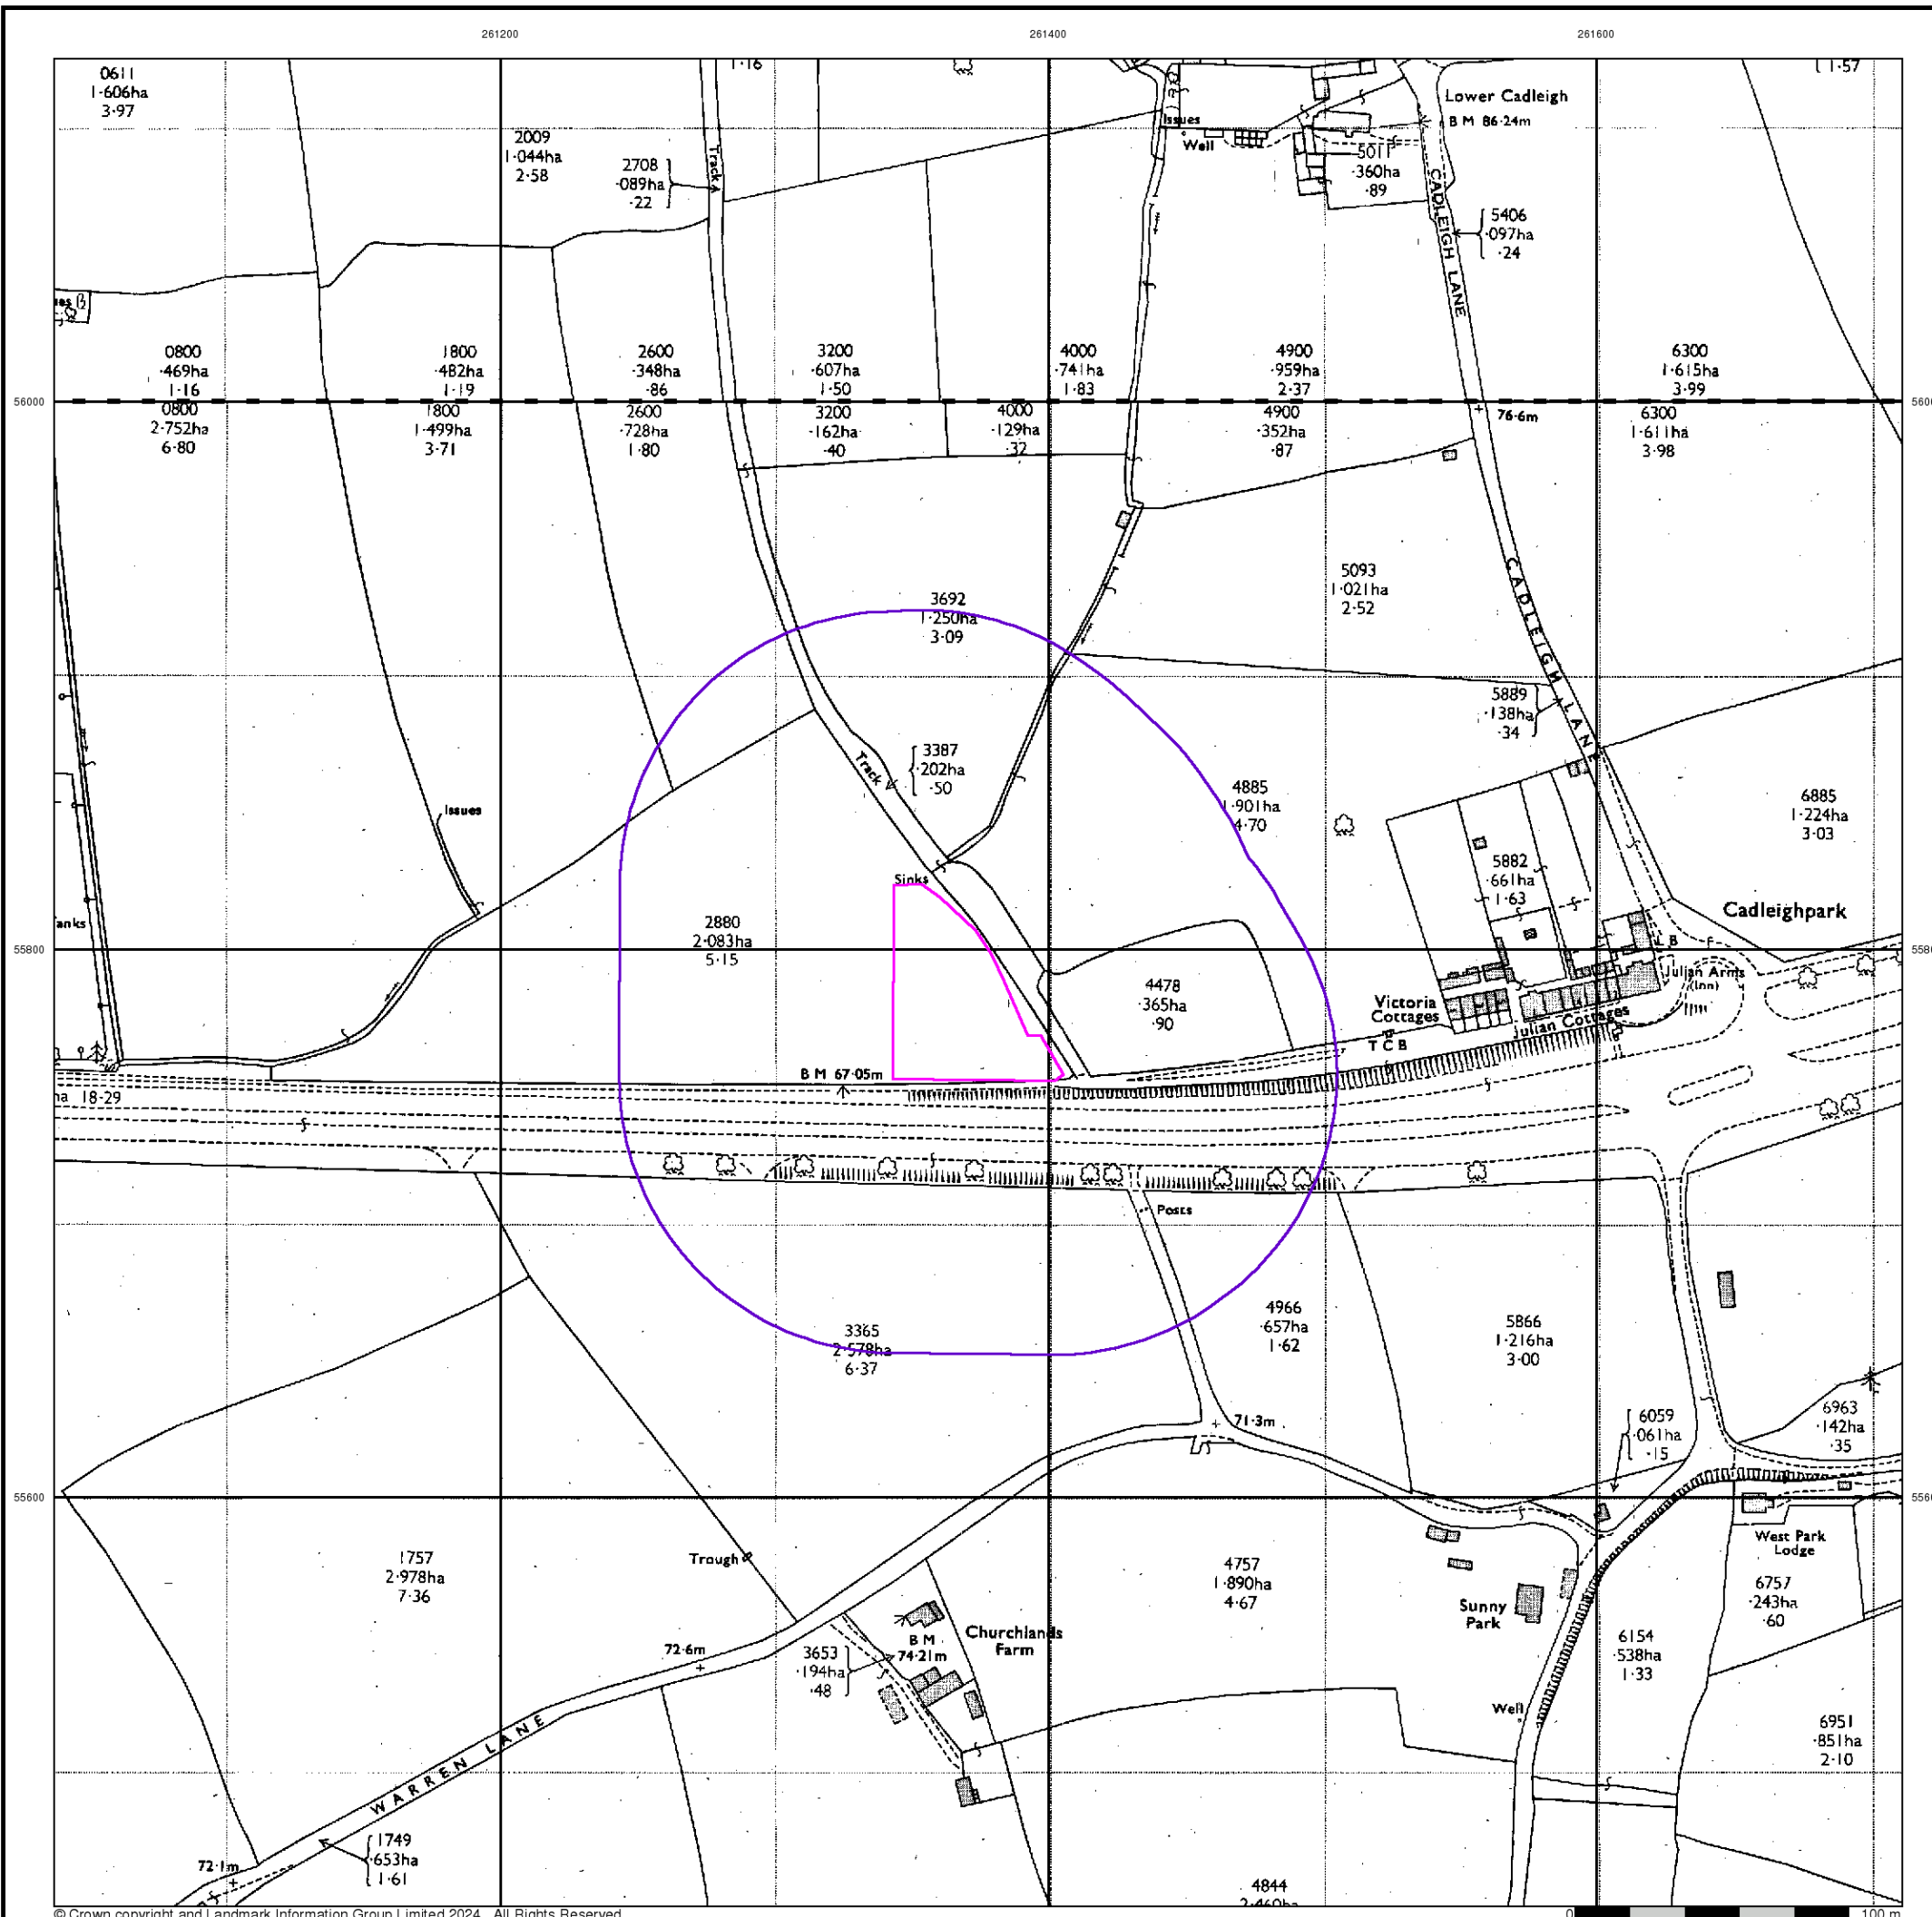 261200
261400
261600
0611
1·606ha
3·97
1·16
1·57
2009
1·044ha
2·58
2708
·089ha
·22
Track
Issues
Well
Lower Cadleigh
B M 86·24m
5011
·360ha
·89
CADLEIGH LANE
5406
·097ha
·24
0800
·469ha
1·16
1800
·482ha
1·19
2600
·348ha
·86
3200
·607ha
1·50
4000
·741ha
1·83
4900
·959ha
2·37
6300
1·615ha
3·99
56000
0800
2·752ha
6·80
1800
1·499ha
3·71
2600
·728ha
1·80
3200
·162ha
·40
4000
·129ha
·32
4900
·352ha
·87
76·6m
6300
1·611ha
3·98
3692
1·250ha
3·09
5093
1·021ha
2·52
CADLEIGH LANE
5889
·138ha
·34
Track
3387
·202ha
·50
4885
1·901ha
4·70
6885
1·224ha
3·03
Issues
Sinks
5882
·661ha
1·63
Cadleighpark
2880
2·083ha
5·15
55800
L B
Julian Arms
(Inn)
4478
·365ha
·90
Victoria
Cottages
Julian Cottages
T C B
B M 67·05m
ha 18·29
Posts
3365
2·578ha
6·37
4966
·657ha
1·62
5866
1·216ha
3·00
71·3m
6059
·061ha
·15
6963
·142ha
·35
55600
West Park
Lodge
1757
2·978ha
7·36
Trough
4757
1·890ha
4·67
Sunny
Park
6757
·243ha
·60
Churchlands
Farm
B M
74·21m
72·6m
3653
·194ha
·48
6154
·538ha
1·33
Well
6951
·851ha
2·10
WARREN LANE
1749
·653ha
1·61
72·1m
4844
2·460ha
© Crown copyright and Landmark Information Group Limited 2024. All Rights Reserved.
0
100 m